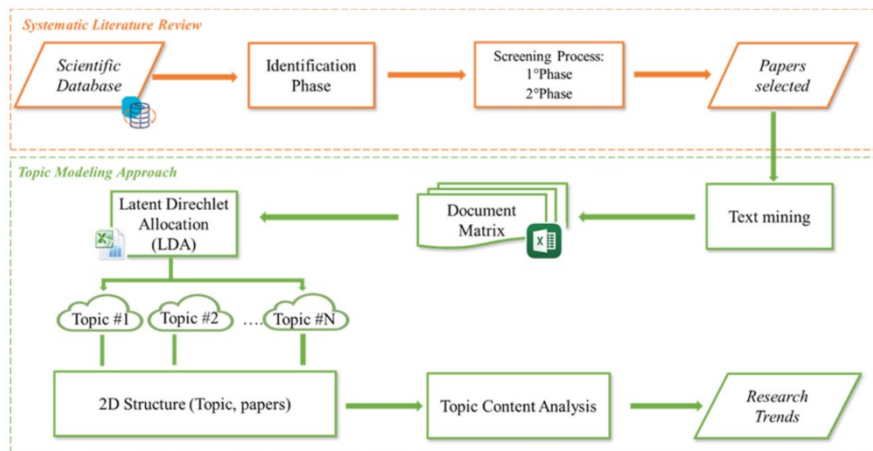 Systematic Literature Review
Scientific
Database
Identification
Phase
Screening Process:
1°Phase
2°Phase
Papers
selected
Topic Modeling Approach
Latent Direchlet
Allocation
(LDA)
Document
Matrix
Text mining
Topic #1
Topic #2
....
Topic #N
2D Structure (Topic, papers)
Topic Content Analysis
Research
Trends